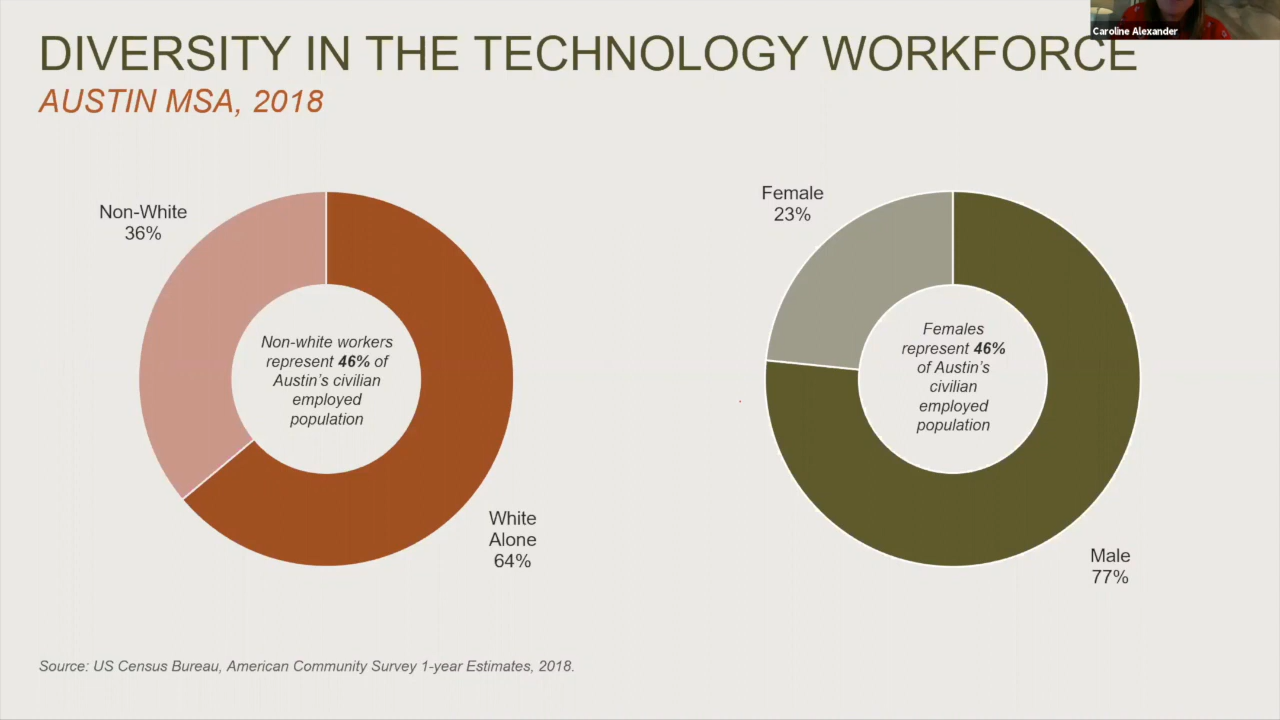 Caroline Alexander
DIVERSITY IN THE TECHNOLOGY WORKFORCE
AUSTIN MSA, 2018
Non-White
36%
Non-white workers
represent 46% of
Austin's civilian
employed
population
White
Alone
64%
Female
23%
Females
represent 46%
of Austin's
civilian
employed
population
Male
77%
Source: US Census Bureau, American Community Survey 1-year Estimates, 2018.